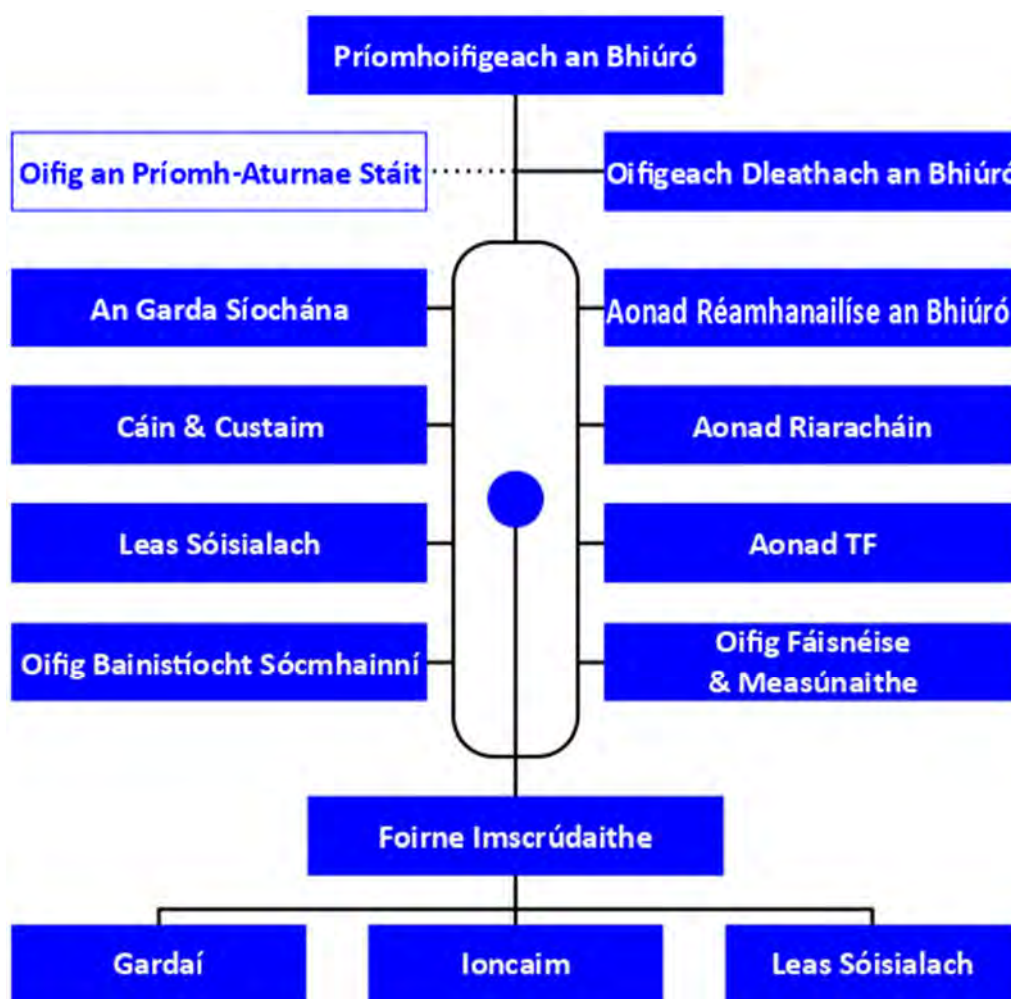 Príomhoifigeach an Bhiúró
Oifig an Príomh-Aturnae Stáit
Oifigeach Dleathach an Bhiúró
An Garda Síochána
Aonad Réamhanailíse an Bhiúró
Cáin & Custaim
Aonad Riaracháin
Leas Sóisialach
Aonad TF
Oifig Bainistíocht Sócmhainní
Oifig Fáisnéise
& Measúnaithe
Foirne Imscrúdaithe
Gardaí
Ioncaim
Leas Sóisialach